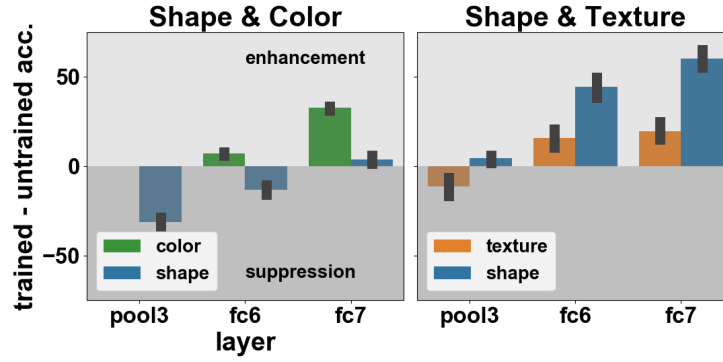 Shape & Color
Shape & Texture
trained - untrained acc.
50
0
−50
enhancement
suppression
color
shape
texture
shape
pool3 fc6 fc7
pool3 fc6 fc7
layer